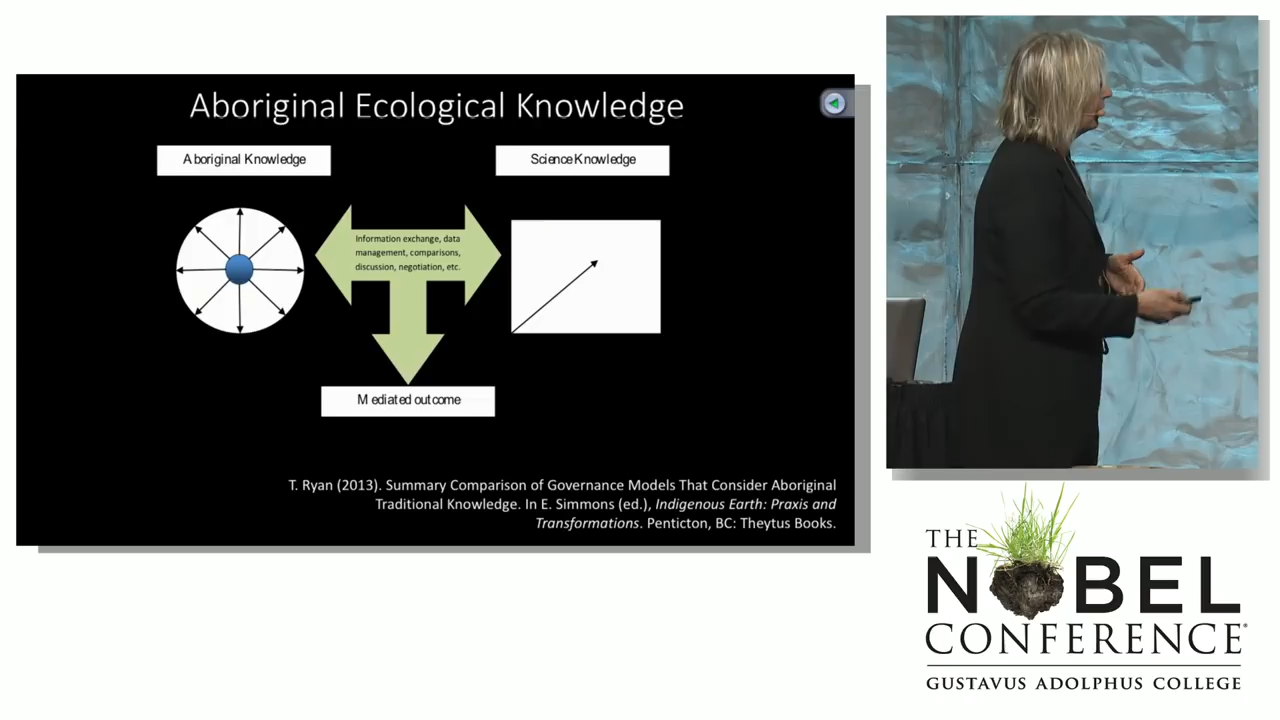 Aboriginal Ecological Knowledge
Aboriginal Knowledge
Science Knowledge
Information exchange, data
management, comparisons,
discussion, negotiation, etc.
Mediated outcome
T. Ryan (2013). Summary Comparison of Governance Models That Consider Aboriginal
Traditional Knowledge. In E. Simmons (ed.), Indigenous Earth: Praxis and
Transformations. Penticton, BC: Theytus Books.
THE
NOBEL
CONFERENCE®
GUSTAVUS ADOLPHUS COLLEGE